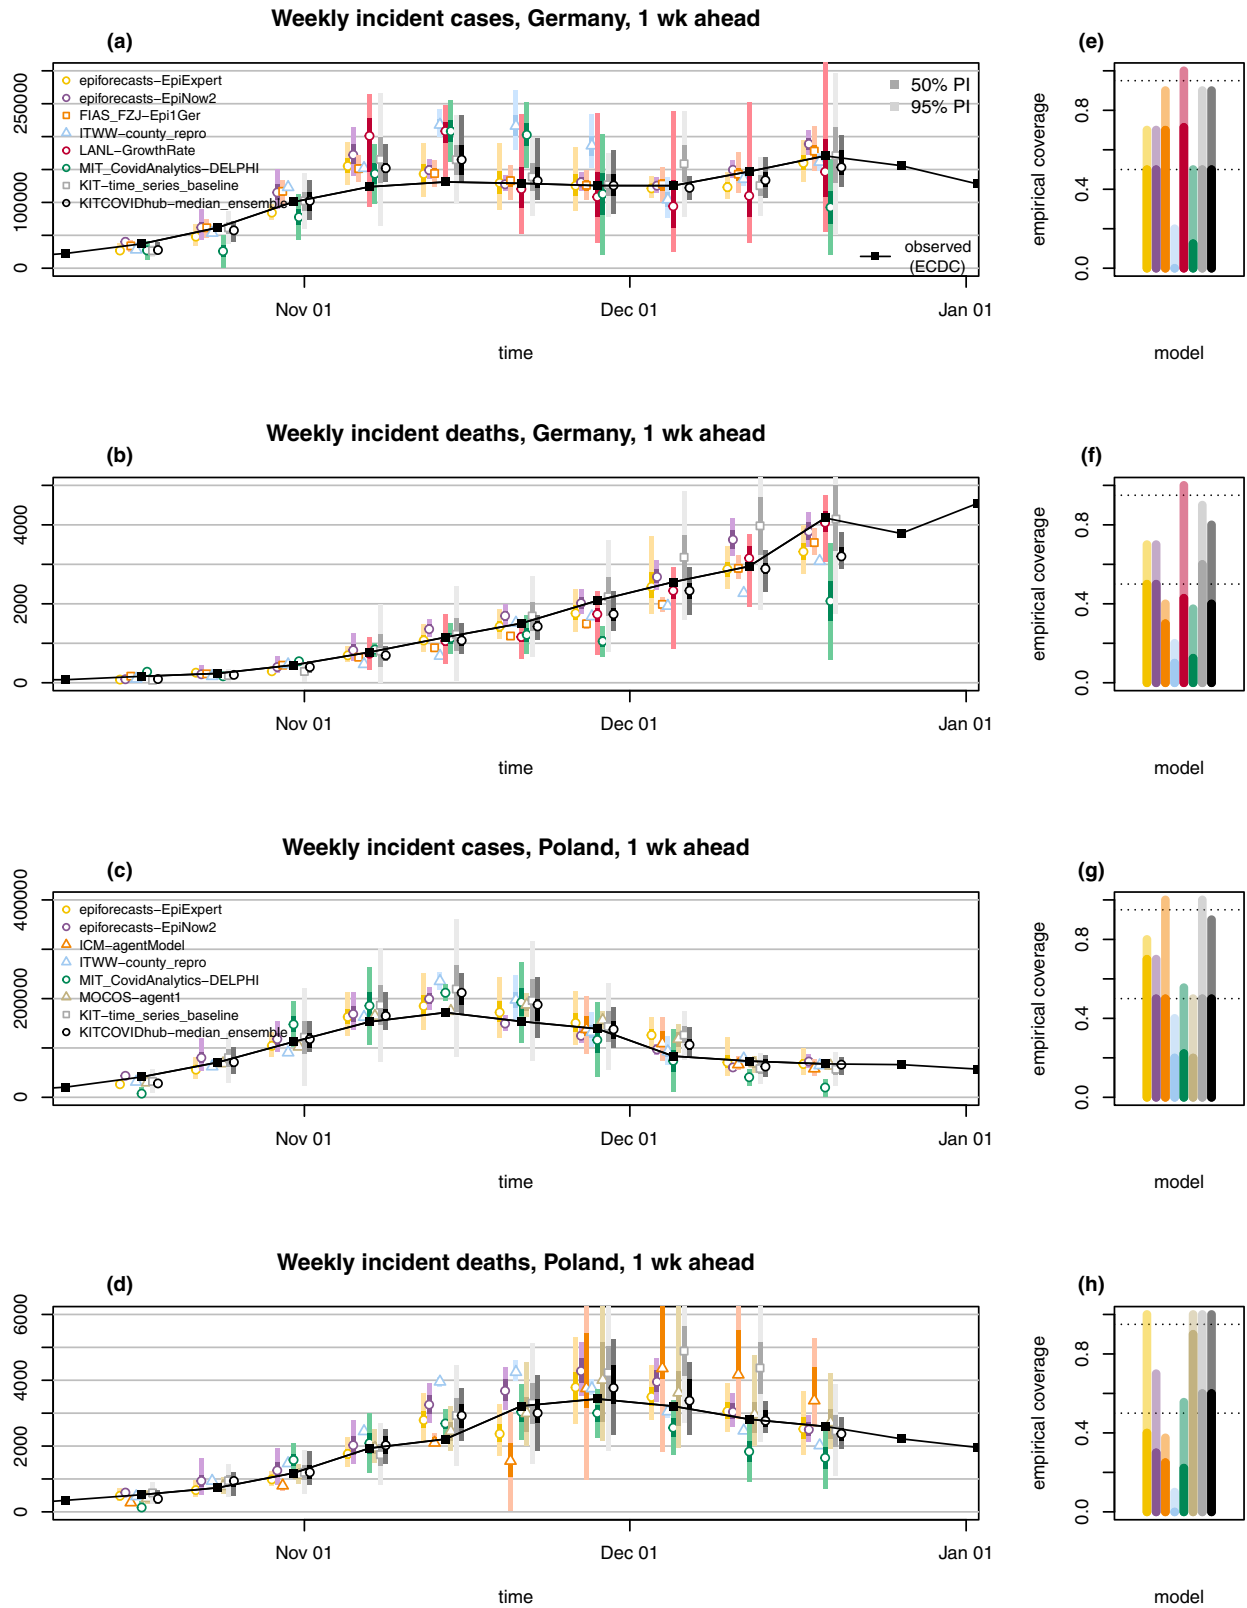 Weekly incident cases, Germany, 1 wk ahead
(a)
(e)
250000
100000
0
epiforecasts−EpiExpert
epiforecasts−EpiNow2
FIAS_FZJ−Epi1Ger
ITWW−county_repro
LANL−GrowthRate
MIT_CovidAnalytics−DELPHI
KIT−time_series_baseline
KITCOVIDhub−median_ensemble
50% PI
95% PI
observed
(ECDC)
Nov 01
Dec 01
Jan 01
time
empirical coverage
0.8
0.4
0.0
model
Weekly incident deaths, Germany, 1 wk ahead
(b)
(f)
4000
2000
0
Nov 01
Dec 01
Jan 01
time
empirical coverage
0.8
0.4
0.0
model
Weekly incident cases, Poland, 1 wk ahead
(c)
(g)
400000
200000
0
epiforecasts−EpiExpert
epiforecasts−EpiNow2
ICM−agentModel
ITWW−county_repro
MIT_CovidAnalytics−DELPHI
MOCOS−agent1
KIT−time_series_baseline
KITCOVIDhub−median_ensemble
Nov 01
Dec 01
Jan 01
time
empirical coverage
0.8
0.4
0.0
model
Weekly incident deaths, Poland, 1 wk ahead
(d)
(h)
6000
4000
2000
0
Nov 01
Dec 01
Jan 01
time
empirical coverage
0.8
0.4
0.0
model